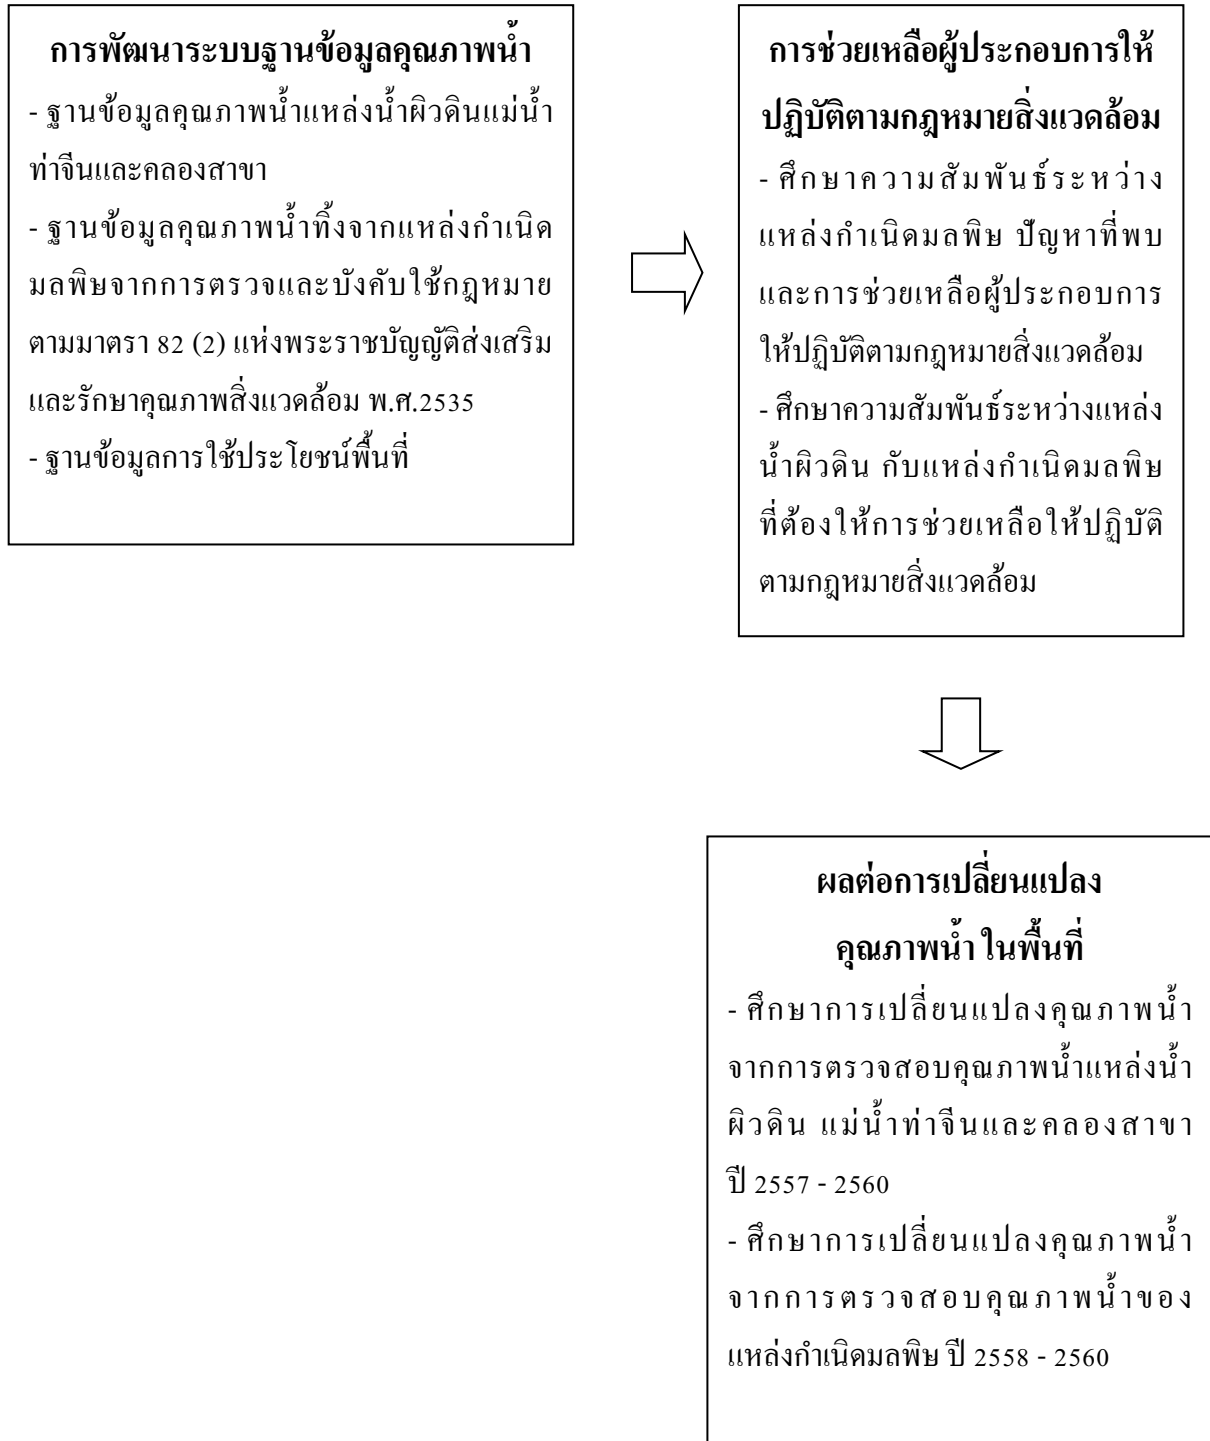 การพัฒนาระบบฐานข้อมูลคุณภาพน้ำ
- ฐานข้อมูลคุณภาพน้ำแหล่งน้ำผิวดินแม่น้ำ
ท่าจีนและคลองสาขา
- ฐานข้อมูลคุณภาพน้ำทิ้งจากแหล่งกำเนิด
มลพิษจากการตรวจและบังคับใช้กฎหมาย
ตามมาตรา 82 (2) แห่งพระราชบัญญัติส่งเสริม
และรักษาคุณภาพสิ่งแวดล้อม พ.ศ.2535
- ฐานข้อมูลการใช้ประโยชน์พื้นที่
การช่วยเหลือผู้ประกอบการให้
ปฏิบัติตามกฎหมายสิ่งแวดล้อม
- ศึกษาความสัมพันธ์ระหว่าง
แหล่งกำเนิดมลพิษ ปัญหาที่พบ
และการช่วยเหลือผู้ประกอบการ
ให้ปฏิบัติตามกฎหมายสิ่งแวดล้อม
- ศึกษาความสัมพันธ์ระหว่างแหล่ง
น้ำผิวดิน กับแหล่งกำเนิดมลพิษ
ที่ต้องให้การช่วยเหลือให้ปฏิบัติ
ตามกฎหมายสิ่งแวดล้อม
ผลต่อการเปลี่ยนแปลง
คุณภาพน้ำ ในพื้นที่
- ศึกษาการเปลี่ยนแปลงคุณภาพน้ำ
จากการตรวจสอบคุณภาพน้ำแหล่งน้ำ
ผิวดิน แม่น้ำท่าจีนและคลองสาขา
ปี 2557 - 2560
- ศึกษาการเปลี่ยนแปลงคุณภาพน้ำ
จากการตรวจสอบคุณภาพน้ำของ
แหล่งกำเนิดมลพิษ ปี 2558 - 2560